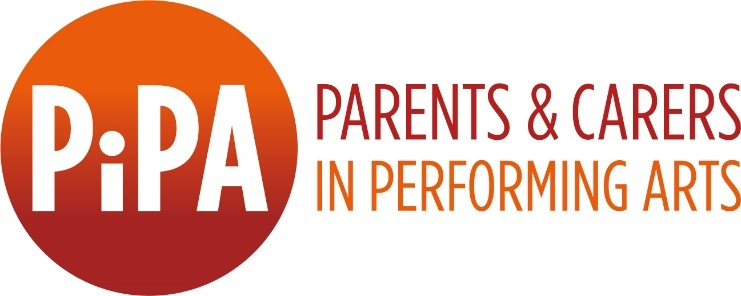 PiPA
PARENTS & CARERS
IN PERFORMING ARTS